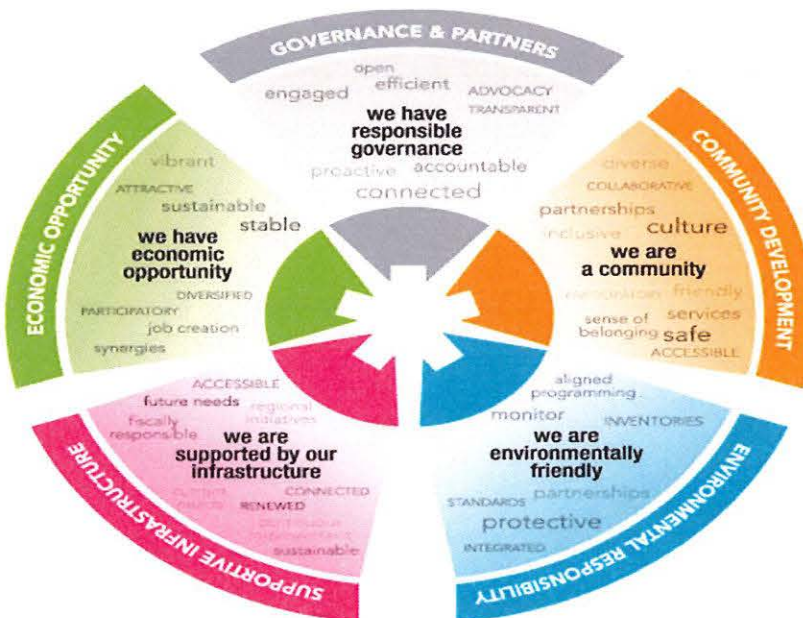 GOVERNANCE & PARTNERS
open
efficient
engaged
ADVOCACY
TRANSPARENT
we have
responsible
governance
proactive
accountable
connected
COMMUNITY DEVELOPMENT
diverse
COLLABORATIVE
partnerships
culture
inclusive
we are
a community
friendly
services
sense of
belonging
safe
ACCESSIBLE
ENVIRONMENTAL RESPONSIBILITY
aligned
programming
monitor
INVENTORIES
we are
environmentally
friendly
partnerships
STANDARDS
protective
INTEGRATED
SUPPORTIVE INFRASTRUCTURE
ACCESSIBLE
future needs
regional
initiatives
fiscally
responsible
we are
supported by our
infrastructure
current
needs
CONNECTED
RENEWED
continuous
improvement
sustainable
ECONOMIC OPPORTUNITY
vibrant
ATTRACTIVE
sustainable
stable
we have
economic
opportunity
DIVERSIFIED
PARTICIPATORY
job creation
synergies